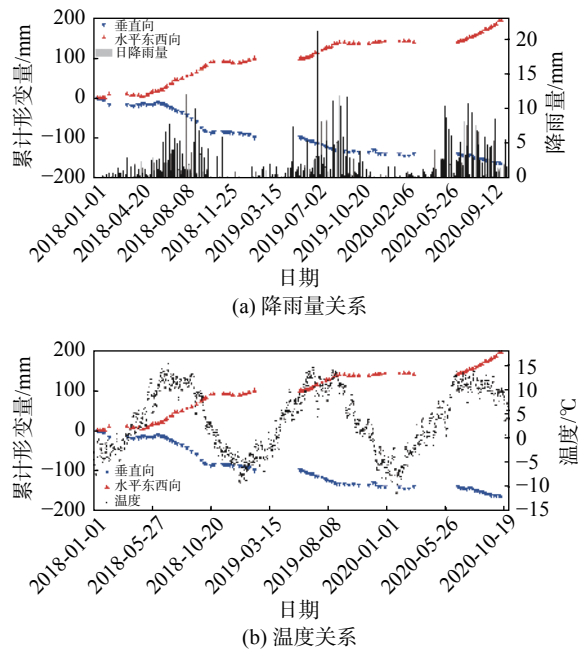 200
100
0
−100
−200
累计形变量/mm
垂直向
水平东西向
日降雨量
20
15
10
5
0
降雨量/mm
2018-01-01
2018-04-20
2018-08-08
2018-11-25
2019-03-15
2019-07-02
2019-10-20
2020-02-06
2020-05-26
2020-09-12
日期
(a) 降雨量关系
200
100
0
−100
−200
累计形变量/mm
垂直向
水平东西向
温度
15
10
5
0
−5
−10
−15
温度/℃
2018-01-01
2018-05-27
2018-10-20
2019-03-15
2019-08-08
2020-01-01
2020-05-26
2020-10-19
日期
(b) 温度关系